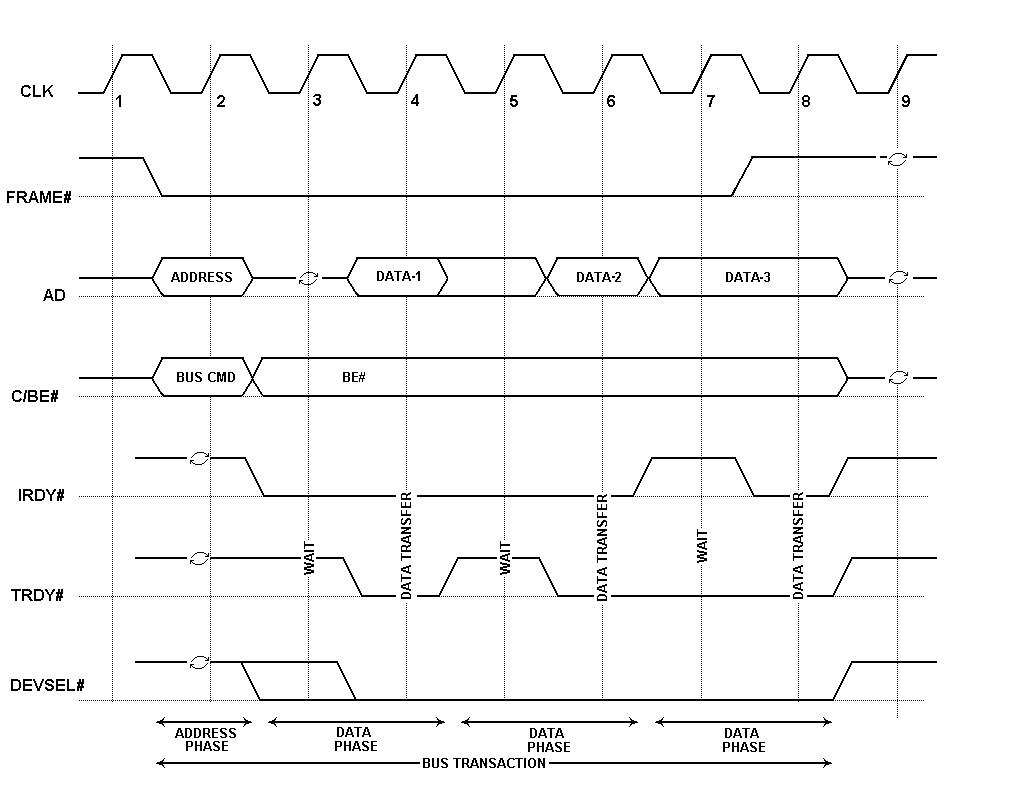 CLK
1
2
3
4
5
6
7
8
9
FRAME#
ADDRESS
DATA-1
DATA-2
DATA-3
AD
BUS CMD
BE#
C/BE#
IRDY#
WAIT
DATA TRANSFER
WAIT
DATA TRANSFER
WAIT
DATA TRANSFER
TRDY#
DEVSEL#
ADDRESS
PHASE
DATA
PHASE
DATA
PHASE
DATA
PHASE
BUS TRANSACTION